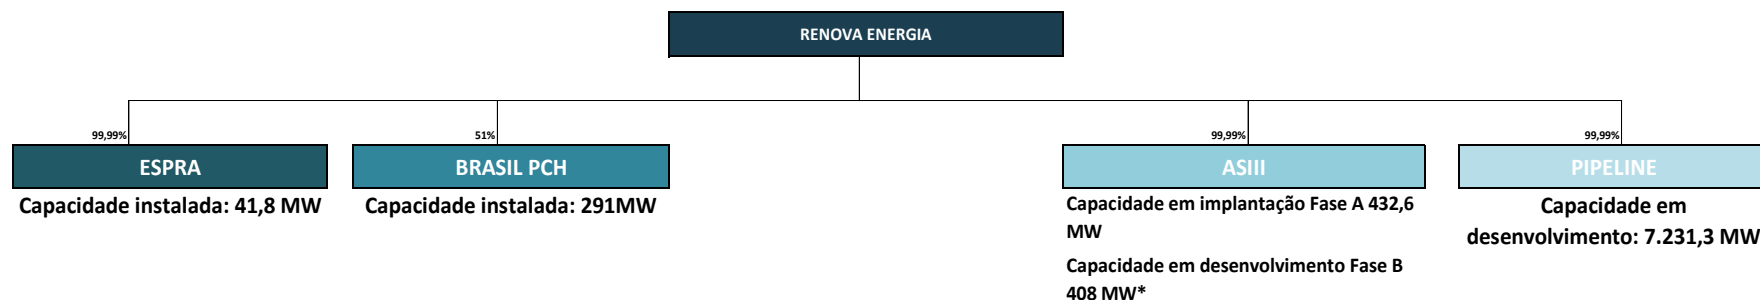 RENOVA ENERGIA
99,99%
51%
99,99%
99,99%
ESPRA
BRASIL PCH
ASIII
PIPELINE
Capacidade instalada: 41,8 MW
Capacidade instalada: 291MW
Capacidade em implantação Fase A 432,6
MW
Capacidade em desenvolvimento Fase B
408 MW*
Capacidade em
desenvolvimento: 7.231,3 MW